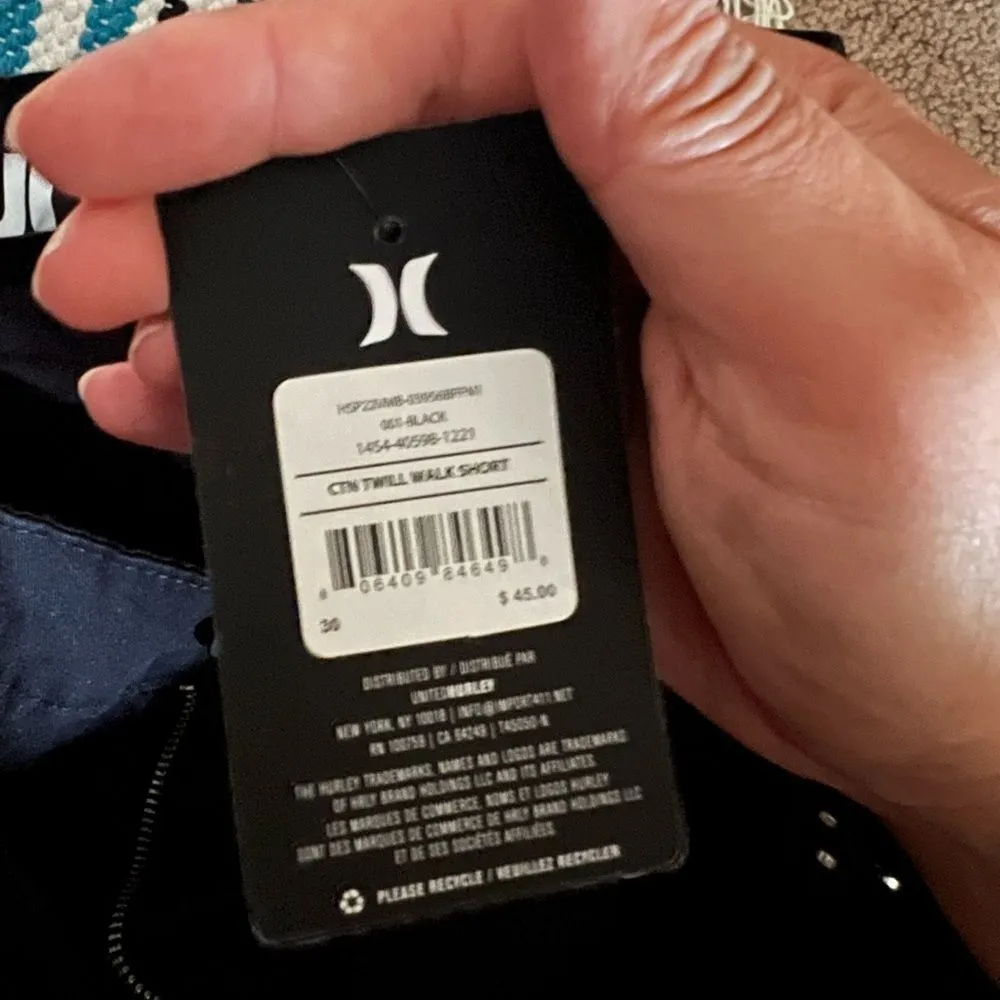 001-BLACK
1454-40598-1221
CTN TWILL WALK SHORT
8 06409 84649 8
30
$ 45.00
DISTRIBUTED BY / DISTRIBUÉ PAR
UNITEDHURLEY
NEW YORK, NY 10018 | INFO@IMPORT411.NET
RN 100759 | CA 64249 | T45050-N
THE HURLEY TRADEMARKS, NAMES AND LOGOS ARE TRADEMARKS
OF HRLY BRAND HOLDINGS LLC AND ITS AFFILIATES.
LES MARQUES DE COMMERCE, NOMS ET LOGOS HURLEY
SONT DES MARQUES DE COMMERCE DE HRLY BRAND HOLDINGS LLC
ET DE SES SOCIÉTÉS AFFILIÉES.
PLEASE RECYCLE / VEUILLEZ RECYCLER